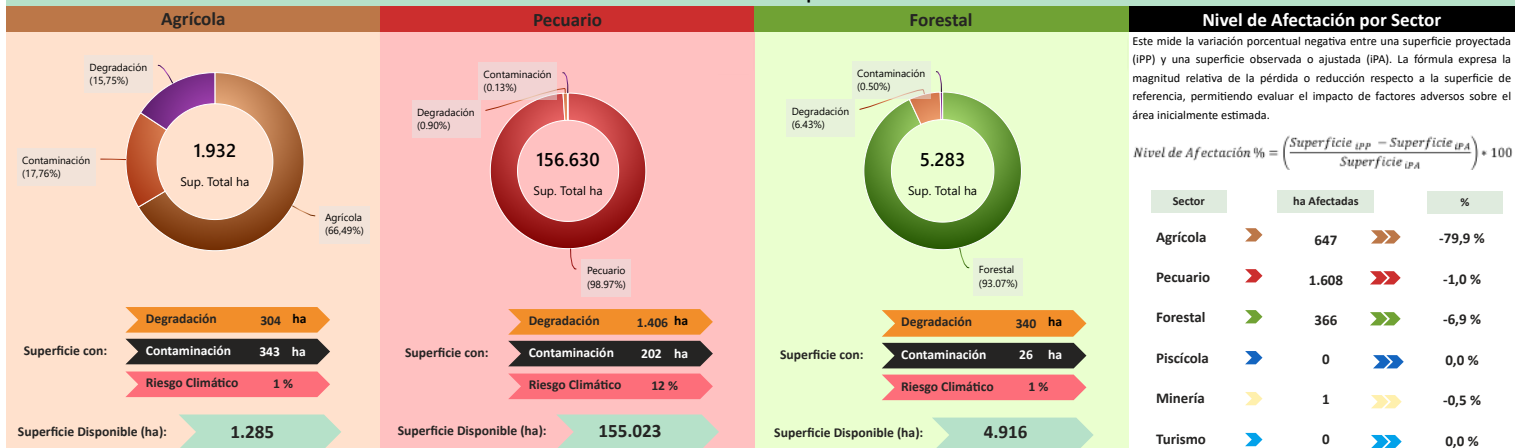 Agrícola
Degradación
(15,75%)
Contaminación
(17,76%)
1.932
Sup. Total ha
Agrícola
(66,49%)
Superficie con:
Degradación 304 ha
Contaminación 343 ha
Riesgo Climático 1 %
Superficie Disponible (ha): 1.285
Pecuario
Contaminación
(0.13%)
Degradación
(0.90%)
156.630
Sup. Total ha
Pecuario
(98.97%)
Superficie con:
Degradación 1.406 ha
Contaminación 202 ha
Riesgo Climático 12 %
Superficie Disponible (ha): 155.023
Forestal
Contaminación
(0.50%)
Degradación
(6.43%)
5.283
Sup. Total ha
Forestal
(93.07%)
Superficie con:
Degradación 340 ha
Contaminación 26 ha
Riesgo Climático 1 %
Superficie Disponible (ha): 4.916
Nivel de Afectación por Sector
Este mide la variación porcentual negativa entre una superficie proyectada
(iPP) y una superficie observada o ajustada (iPA). La fórmula expresa la
magnitud relativa de la pérdida o reducción respecto a la superficie de
referencia, permitiendo evaluar el impacto de factores adversos sobre el
área inicialmente estimada.
Nivel de Afectación % = (Superficie iPP − Superficie iPA / Superficie iPA) * 100
Sector ha Afectadas %
Agrícola 647 -79,9 %
Pecuario 1.608 -1,0 %
Forestal 366 -6,9 %
Piscícola 0 0,0 %
Minería 1 -0,5 %
Turismo 0 0,0 %